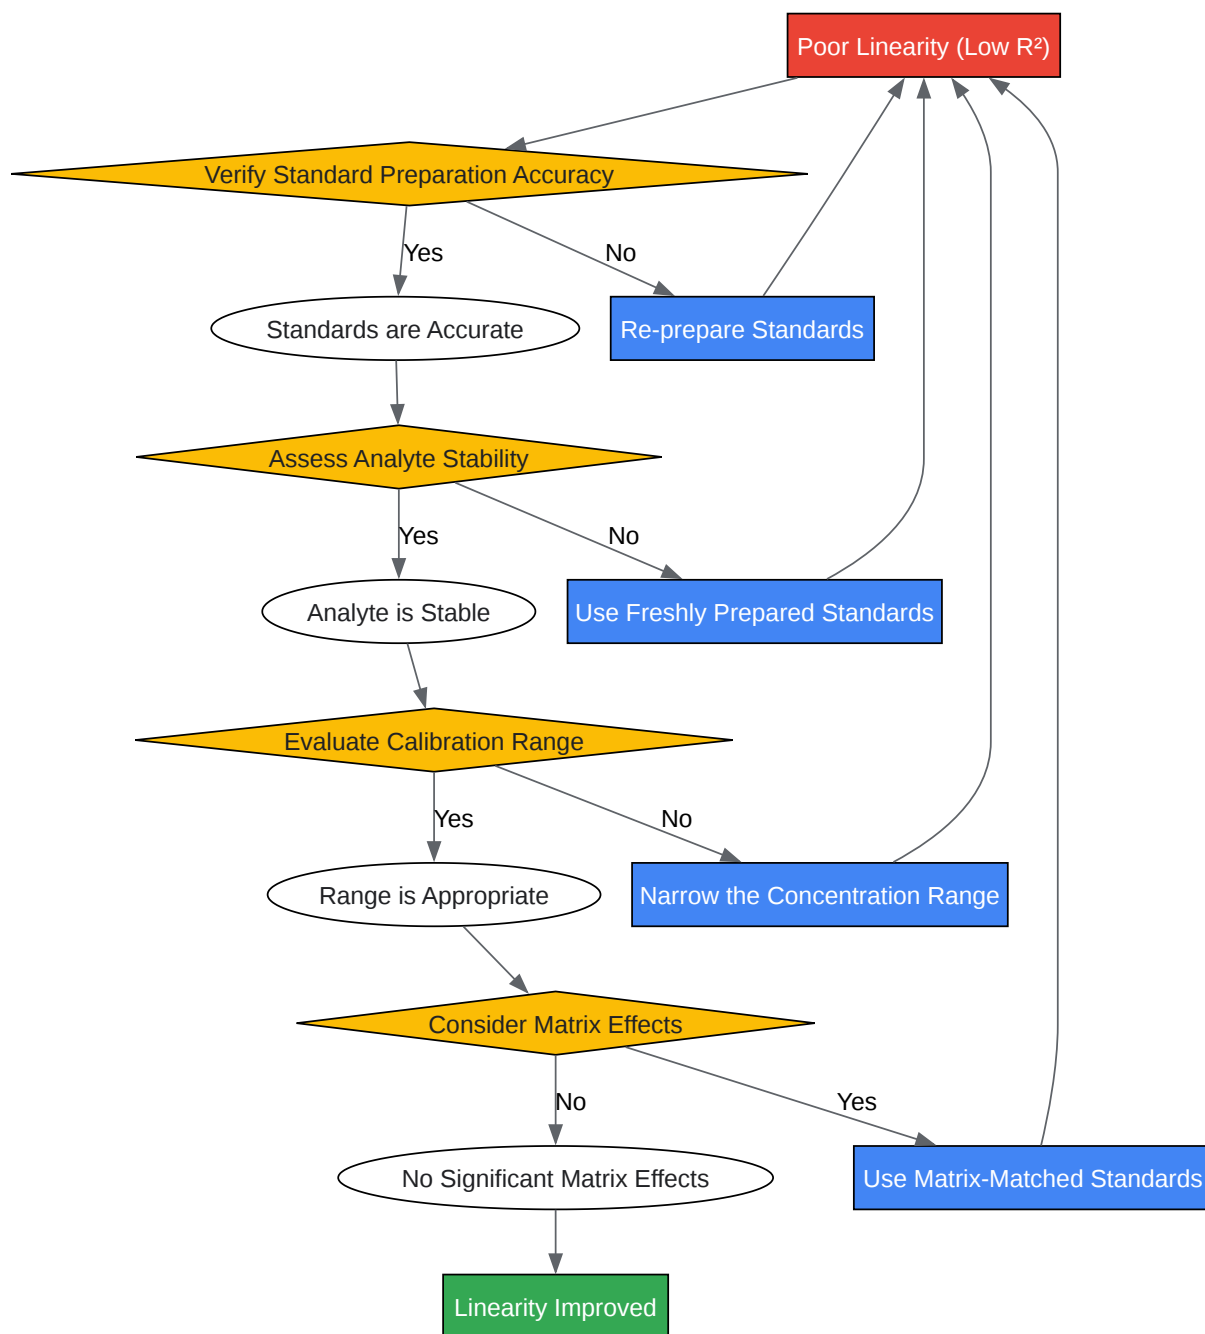 Poor Linearity (Low R²)
Verify Standard Preparation Accuracy
Yes
No
Standards are Accurate
Re-prepare Standards
Assess Analyte Stability
Yes
No
Analyte is Stable
Use Freshly Prepared Standards
Evaluate Calibration Range
Yes
No
Range is Appropriate
Narrow the Concentration Range
Consider Matrix Effects
No
Yes
No Significant Matrix Effects
Use Matrix-Matched Standards
Linearity Improved